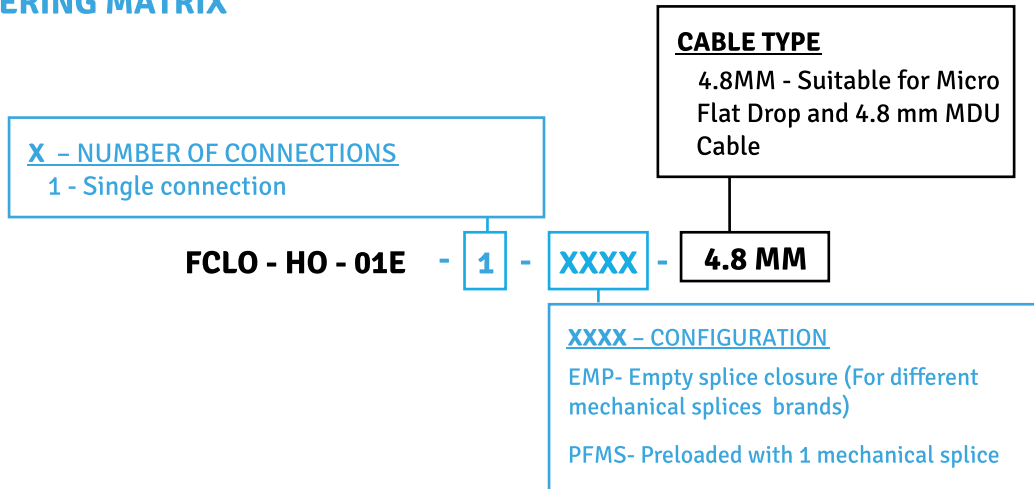 ERING MATRIX
CABLE TYPE
4.8MM - Suitable for Micro
Flat Drop and 4.8 mm MDU
Cable
X – NUMBER OF CONNECTIONS
1 - Single connection
FCLO - HO - 01E - 1 - XXXX - 4.8 MM
XXXX – CONFIGURATION
EMP- Empty splice closure (For different
mechanical splices brands)
PFMS- Preloaded with 1 mechanical splice